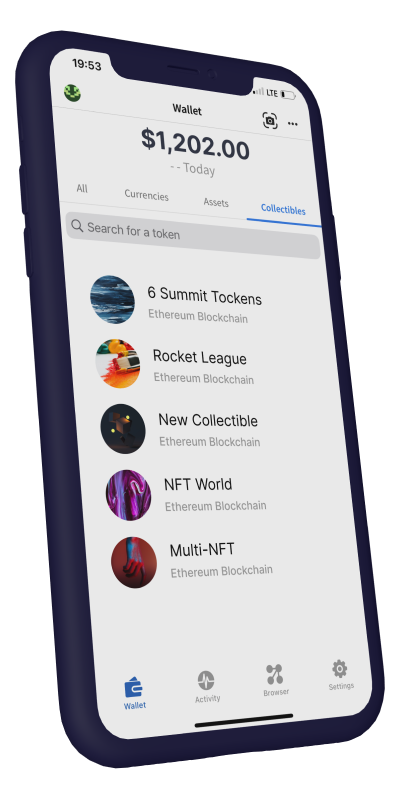 19:53
LTE
Wallet
$1,202.00
-- Today
All Currencies Assets Collectibles
Search for a token
6 Summit Tockens
Ethereum Blockchain
Rocket League
Ethereum Blockchain
New Collectible
Ethereum Blockchain
NFT World
Ethereum Blockchain
Multi-NFT
Ethereum Blockchain
Wallet Activity Browser Settings